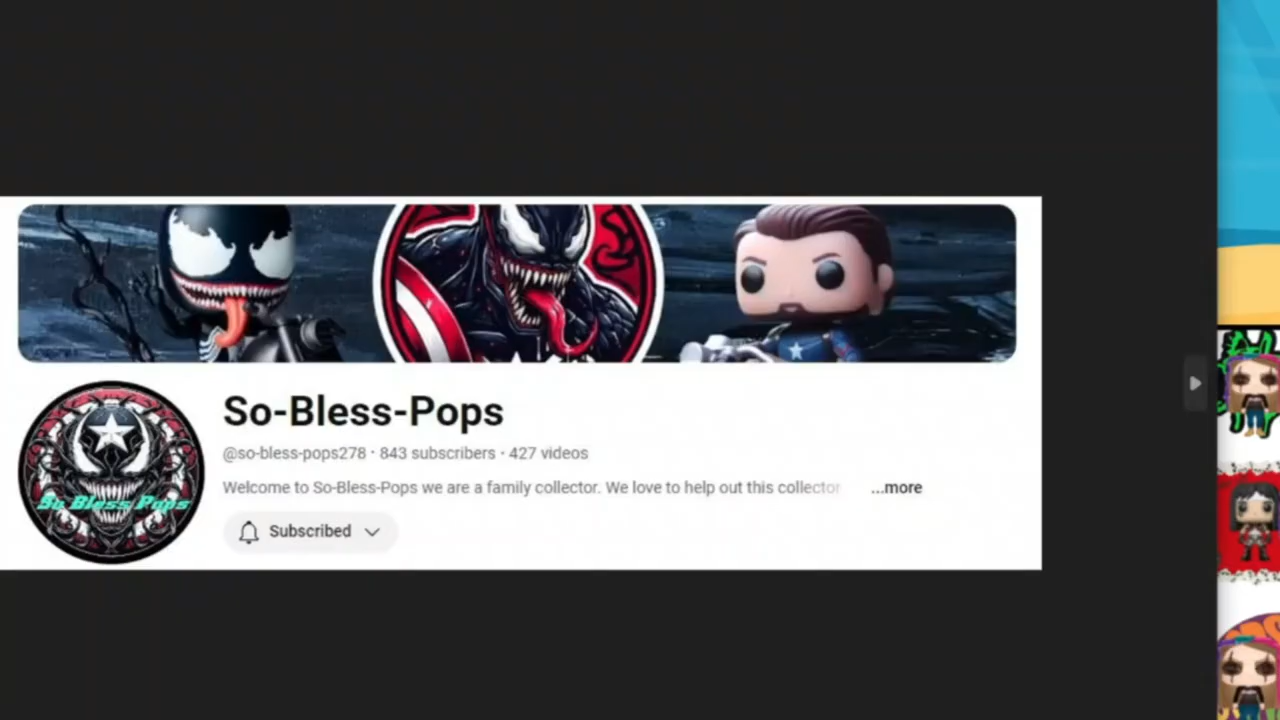 So-Bless-Pops
@so-bless-pops278 · 843 subscribers · 427 videos
Welcome to So-Bless-Pops we are a family collector. We love to help out this collector ...more
So Bless Pops
Subscribed